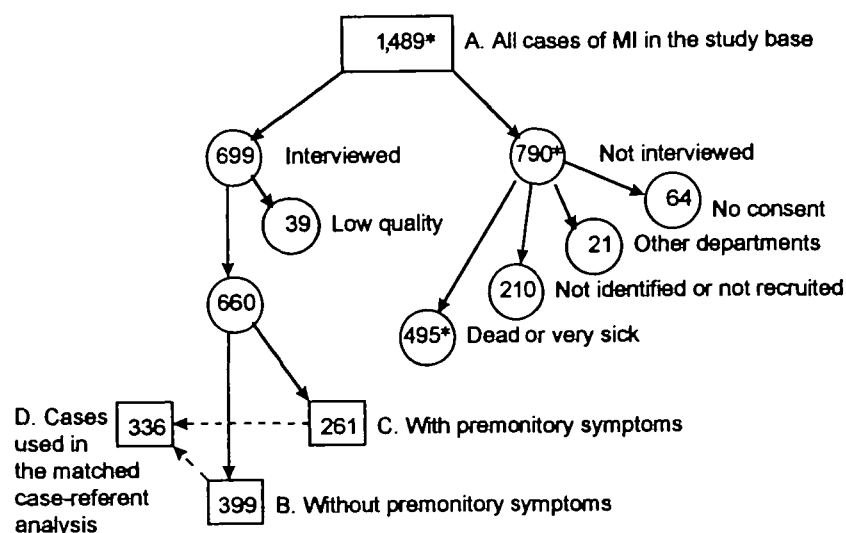 1,489*
A. All cases of MI in the study base
699
Interviewed
790*
Not interviewed
39
Low quality
64
No consent
21
Other departments
660
210
Not identified or not recruited
495*
Dead or very sick
D. Cases
used in
the matched
case-referent
analysis
336
261
C. With premonitory symptoms
399
B. Without premonitory symptoms